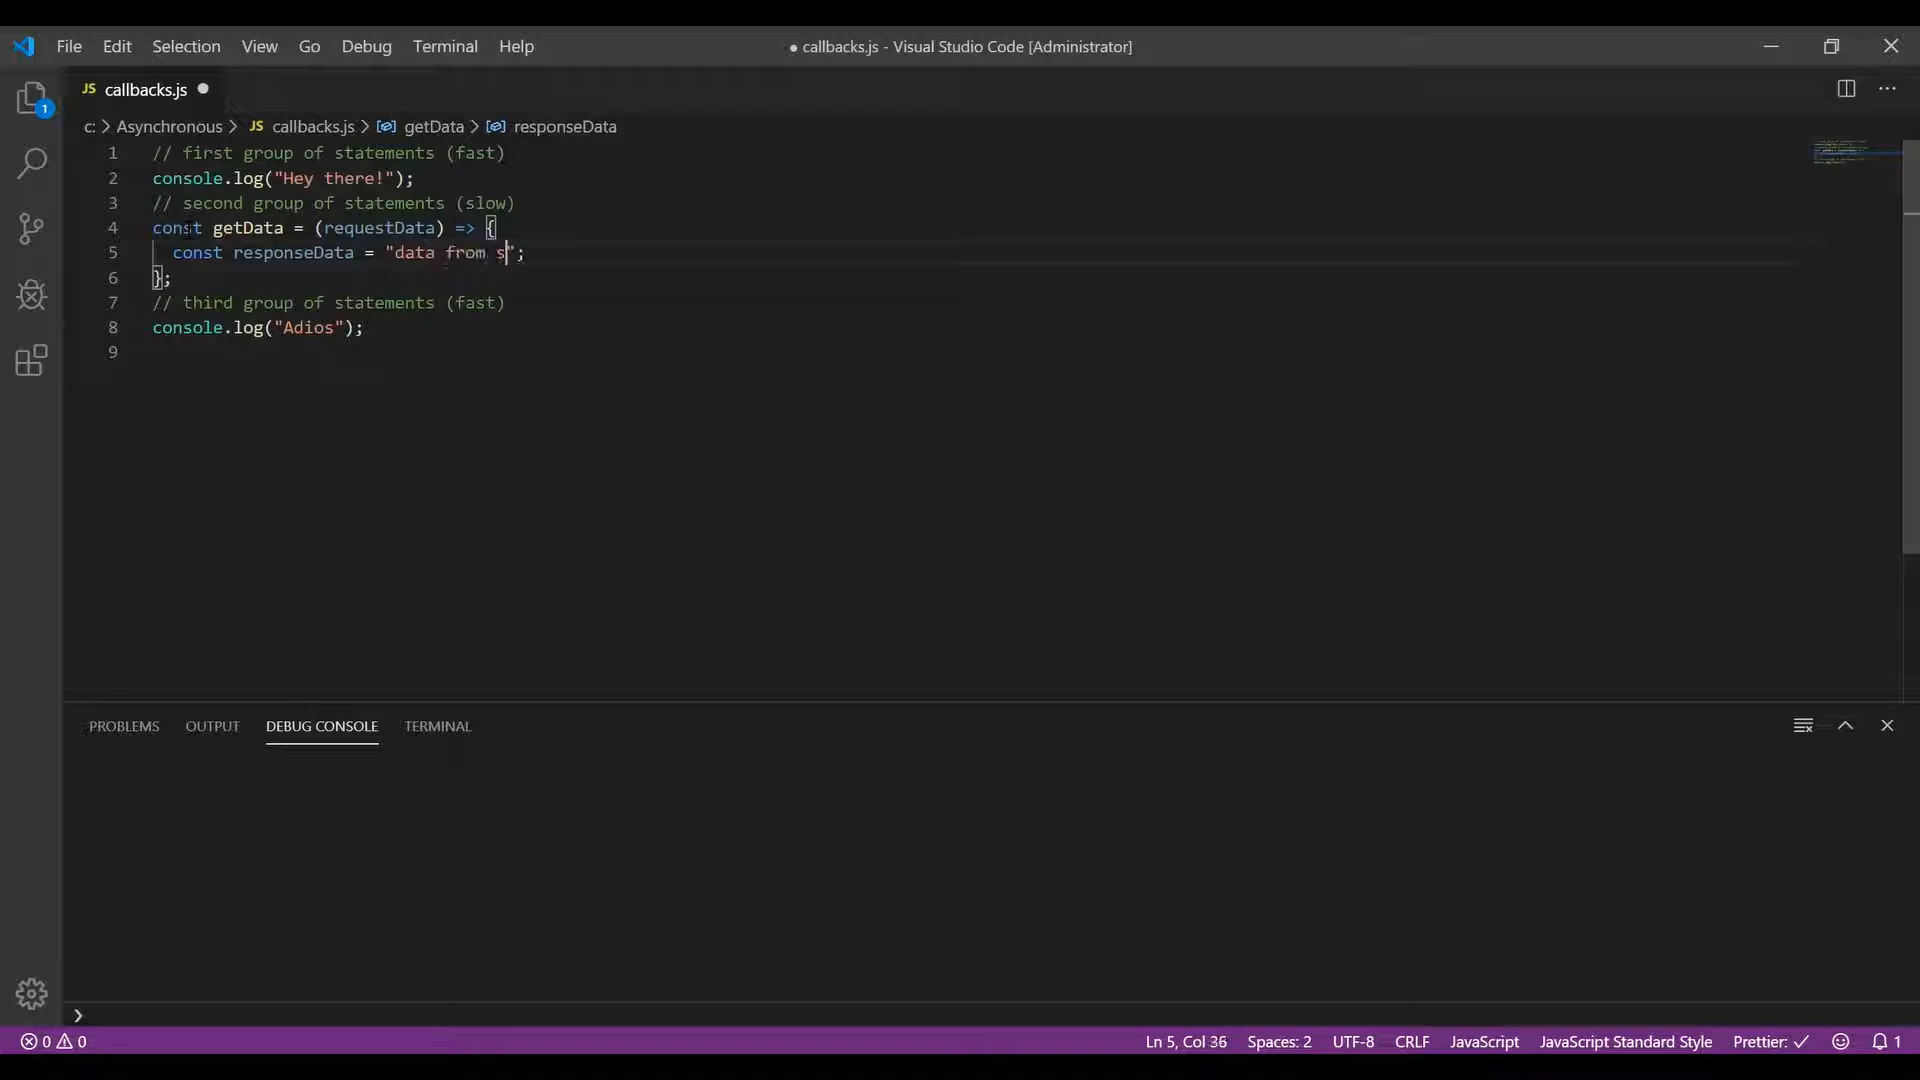 File Edit Selection View Go Debug Terminal Help
● callbacks.js - Visual Studio Code [Administrator]
JS callbacks.js ●
1
c: > Asynchronous > JS callbacks.js > getData > responseData
1 // first group of statements (fast)
2 console.log("Hey there!");
3 // second group of statements (slow)
4 const getData = (requestData) => {
5 const responseData = "data from s";
6 };
7 // third group of statements (fast)
8 console.log("Adios");
9
PROBLEMS OUTPUT DEBUG CONSOLE TERMINAL
0 0 Ln 5, Col 36 Spaces: 2 UTF-8 CRLF JavaScript JavaScript Standard Style Prettier: ✓ 1